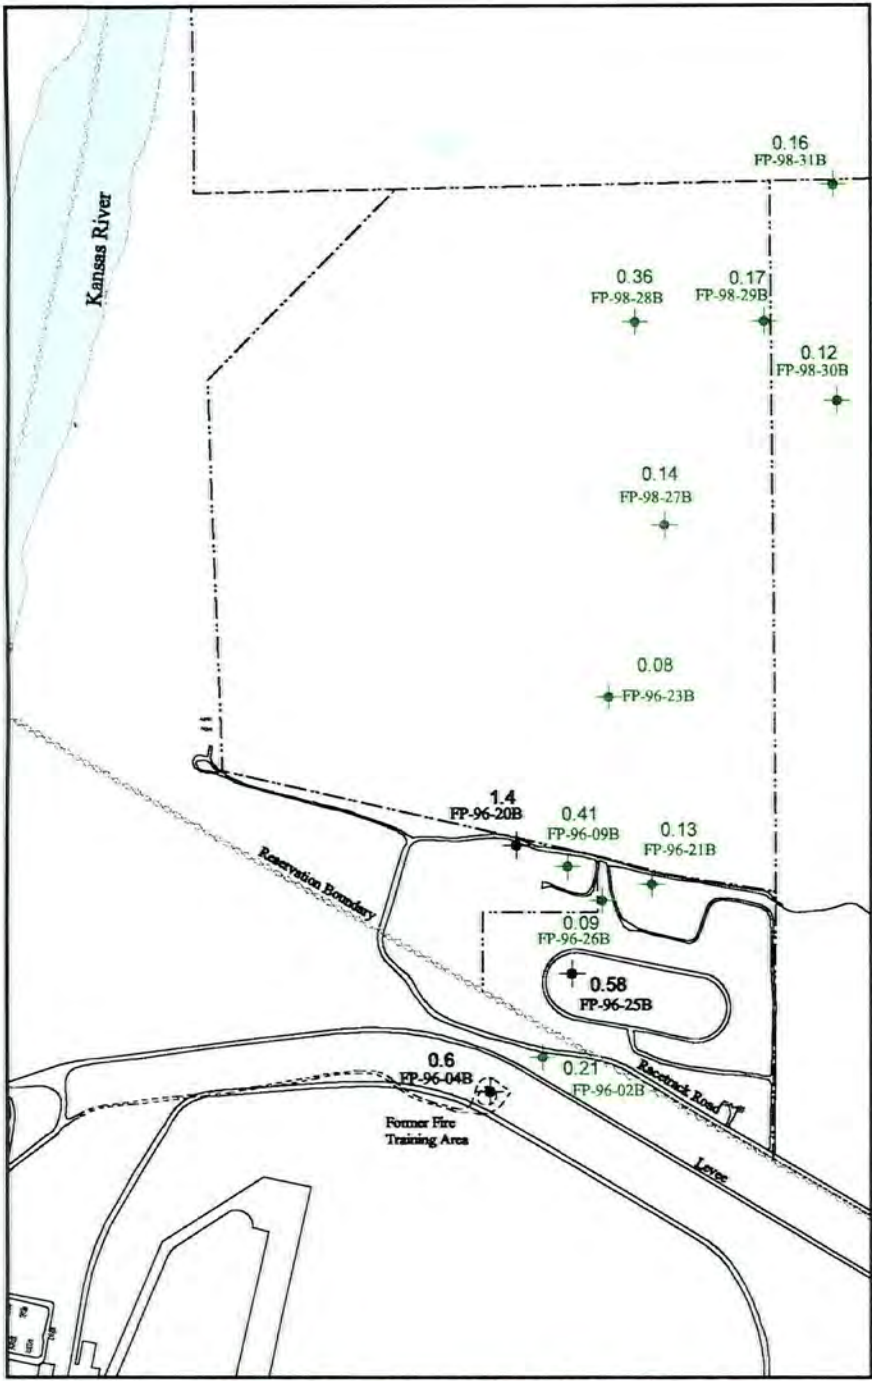 0.16
FP-98-31B
Kansas River
0.36
FP-98-28B
0.17
FP-98-29B
0.12
FP-98-30B
0.14
FP-98-27B
0.08
FP-96-23B
1.4
FP-96-20B
0.41
FP-96-09B
0.13
FP-96-21B
Reservation Boundary
0.09
FP-96-26B
0.58
FP-96-25B
0.6
FP-96-04B
0.21
FP-96-02B
Racetrack Road
Former Fire
Training Area
Levee